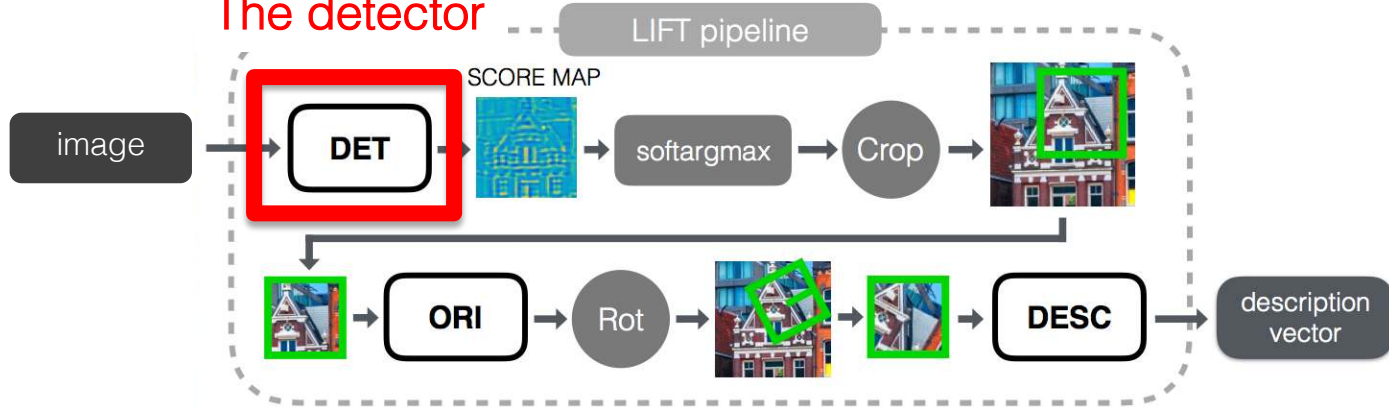 The detector
LIFT pipeline
SCORE MAP
image
DET
softargmax
Crop
ORI
Rot
DESC
description
vector